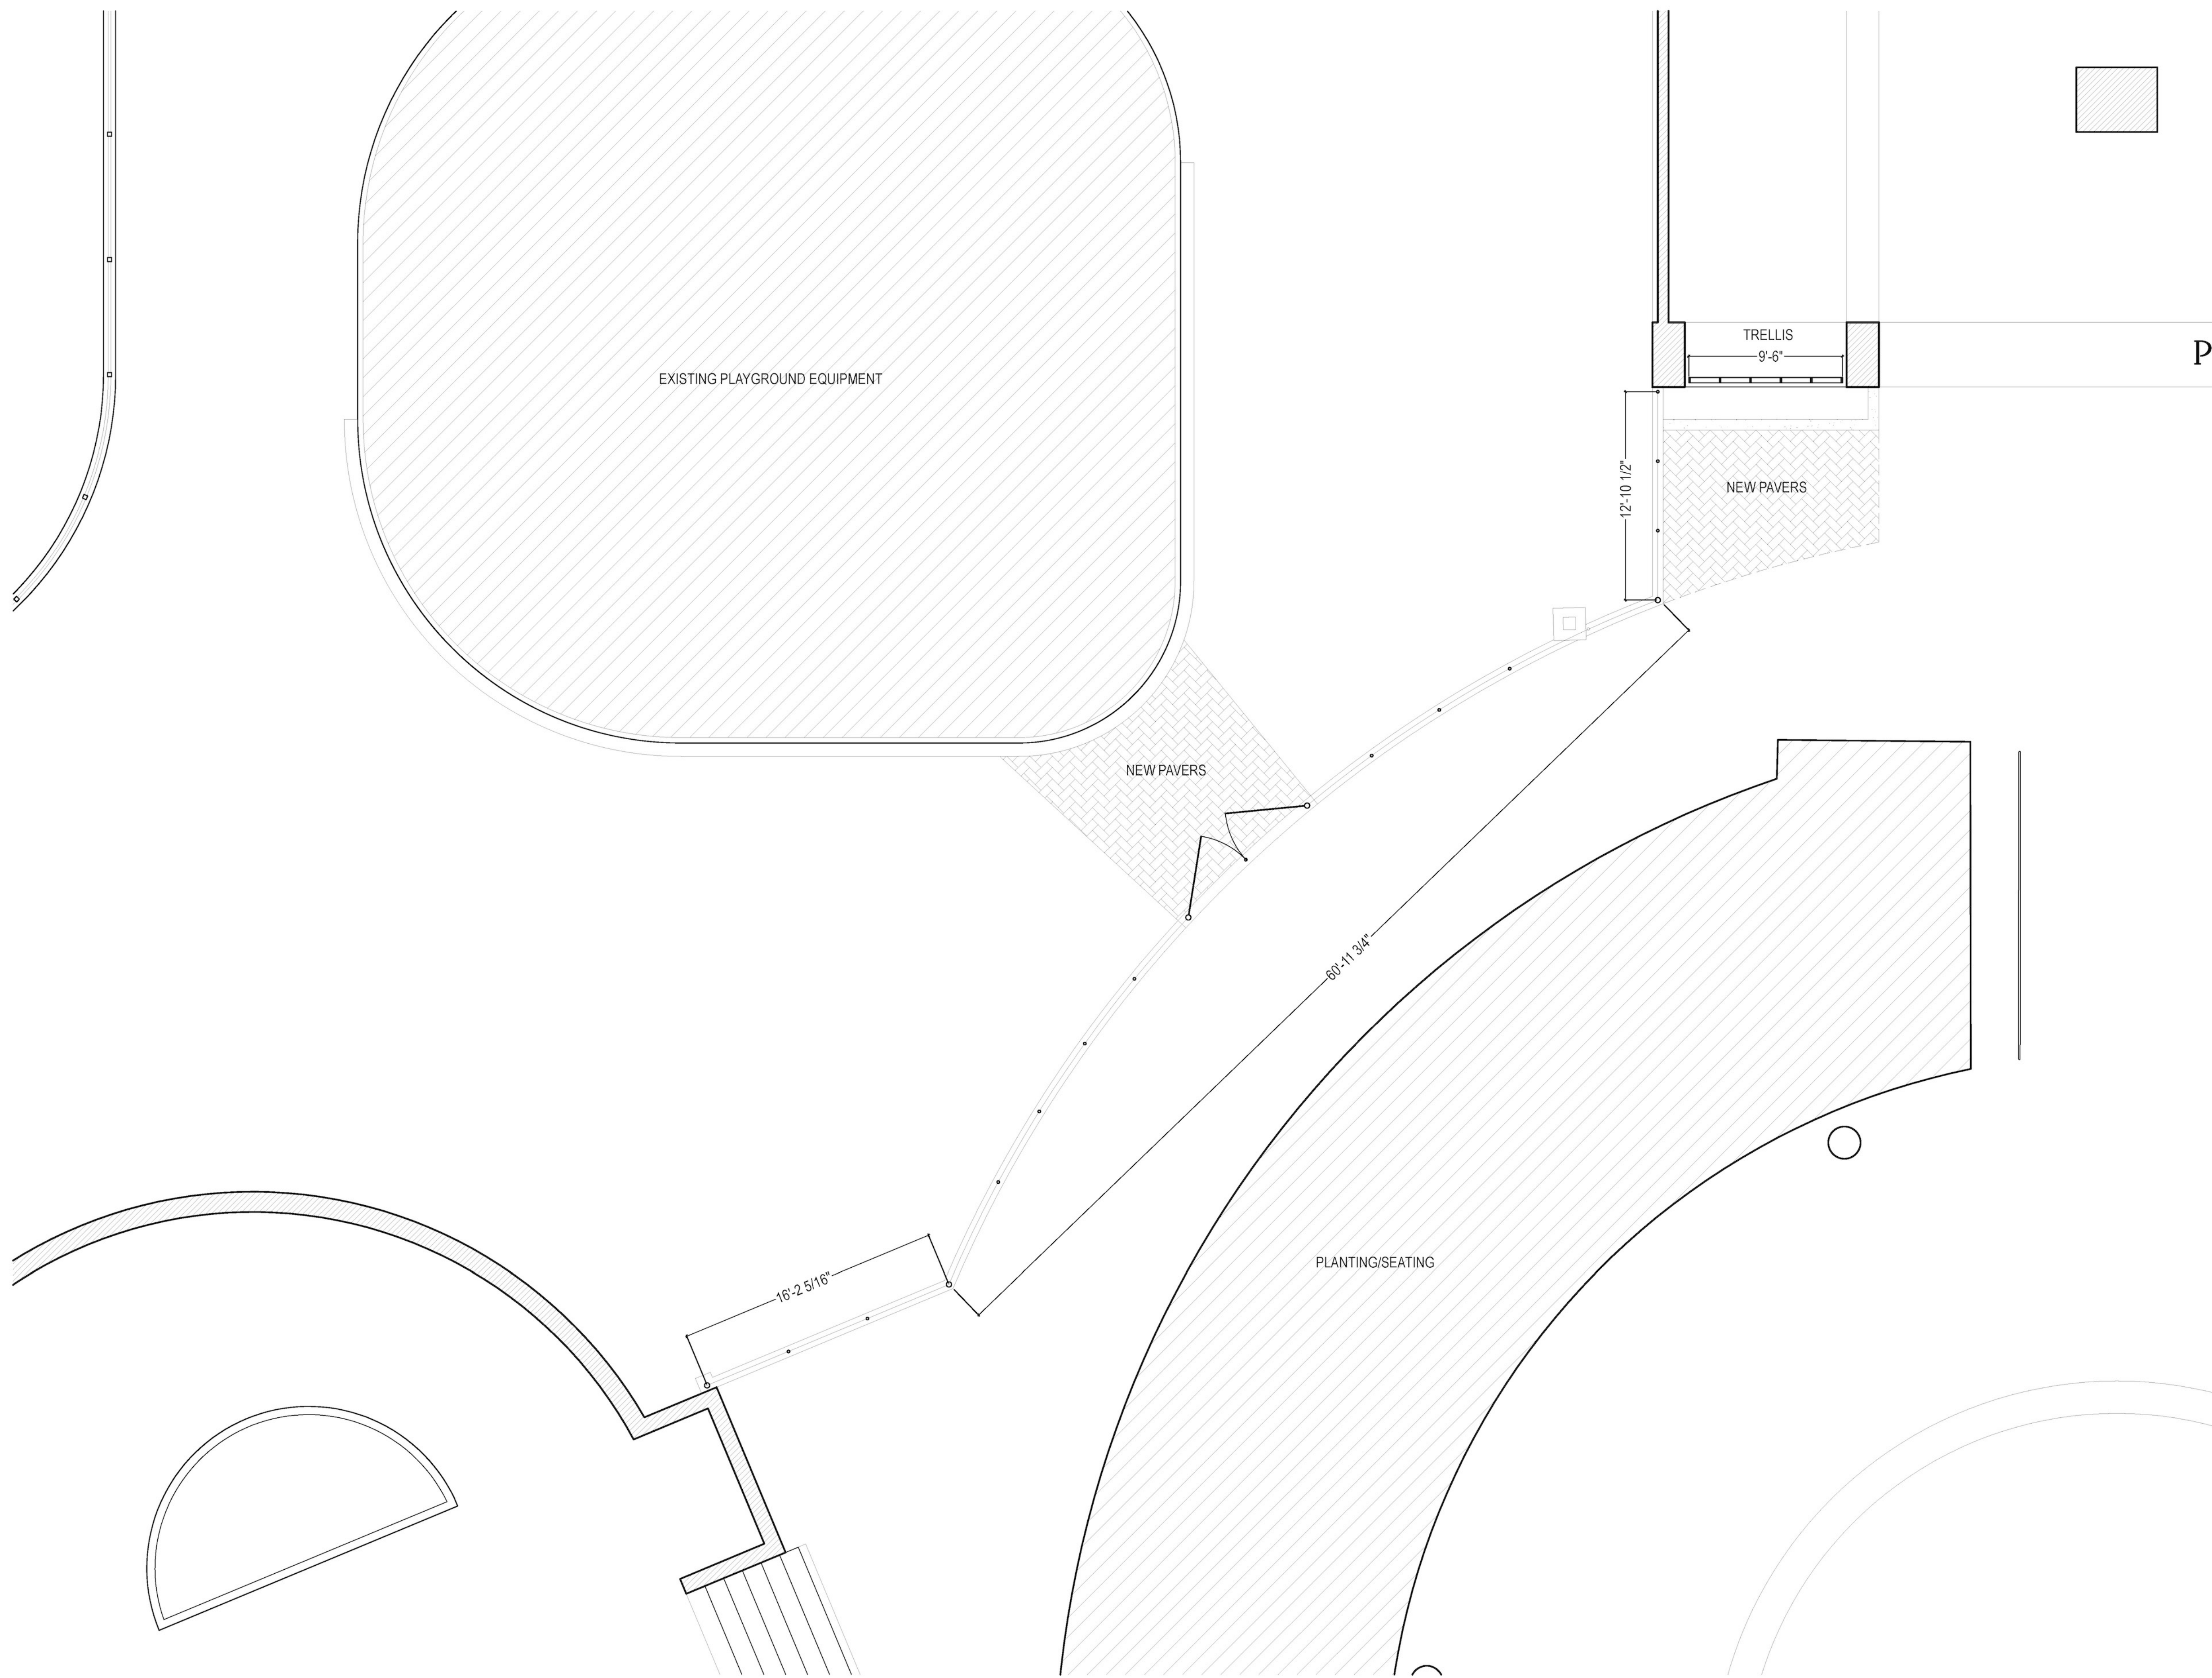 TRELLIS
9'-6"
P
EXISTING PLAYGROUND EQUIPMENT
12'-10 1/2"
NEW PAVERS
NEW PAVERS
60'-11 3/4"
PLANTING/SEATING
16'-2 5/16"